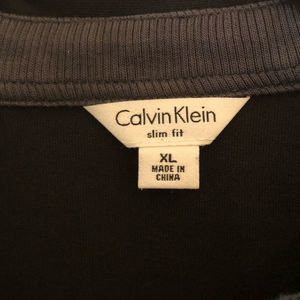 Calvin Klein
slim fit
XL
MADE IN
CHINA